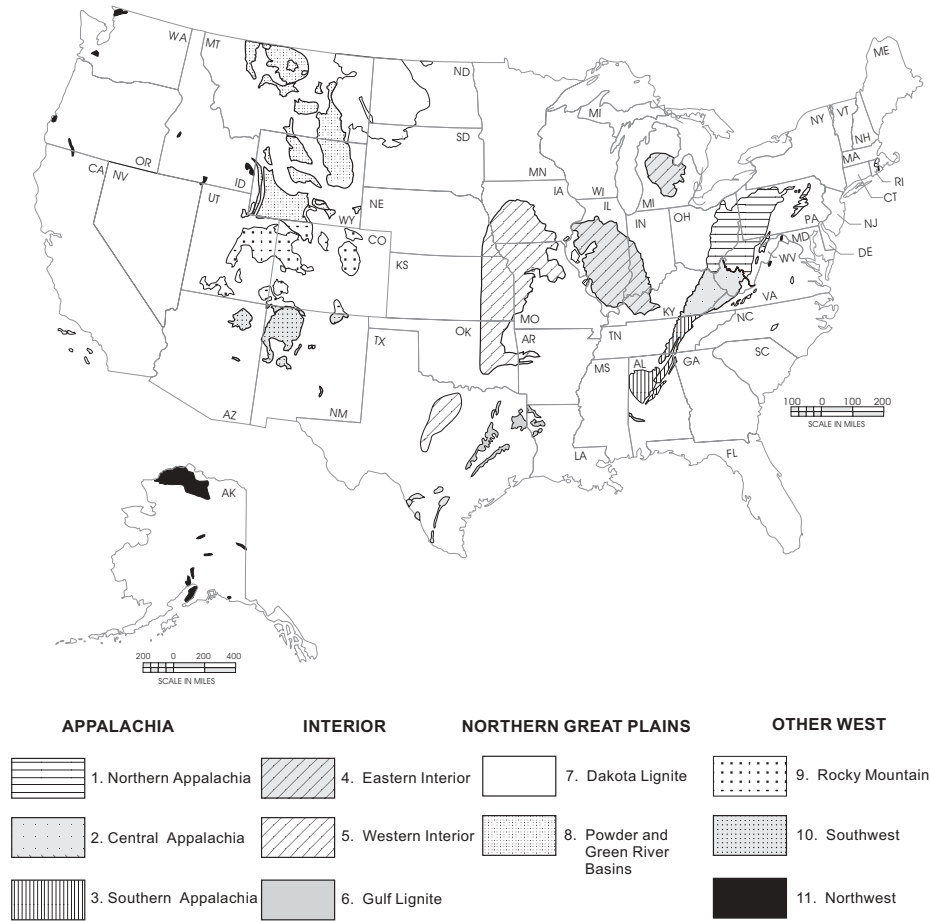 WA
MT
ND
ME
MI
NY
VT
NH
SD
MN
MA
OR
CA
NV
ID
UT
WY
NE
IA
WI
IL
MI
IN
OH
PA
RI
CT
NJ
MD
DE
WV
CO
KS
MO
KY
VA
OK
TX
AR
TN
NC
MS
AL
GA
SC
AZ
NM
LA
FL
100 0 100 200
SCALE IN MILES
AK
200 0 200 400
SCALE IN MILES
APPALACHIA
1. Northern Appalachia
2. Central Appalachia
3. Southern Appalachia
INTERIOR
4. Eastern Interior
5. Western Interior
6. Gulf Lignite
NORTHERN GREAT PLAINS
7. Dakota Lignite
8. Powder and
Green River
Basins
OTHER WEST
9. Rocky Mountain
10. Southwest
11. Northwest